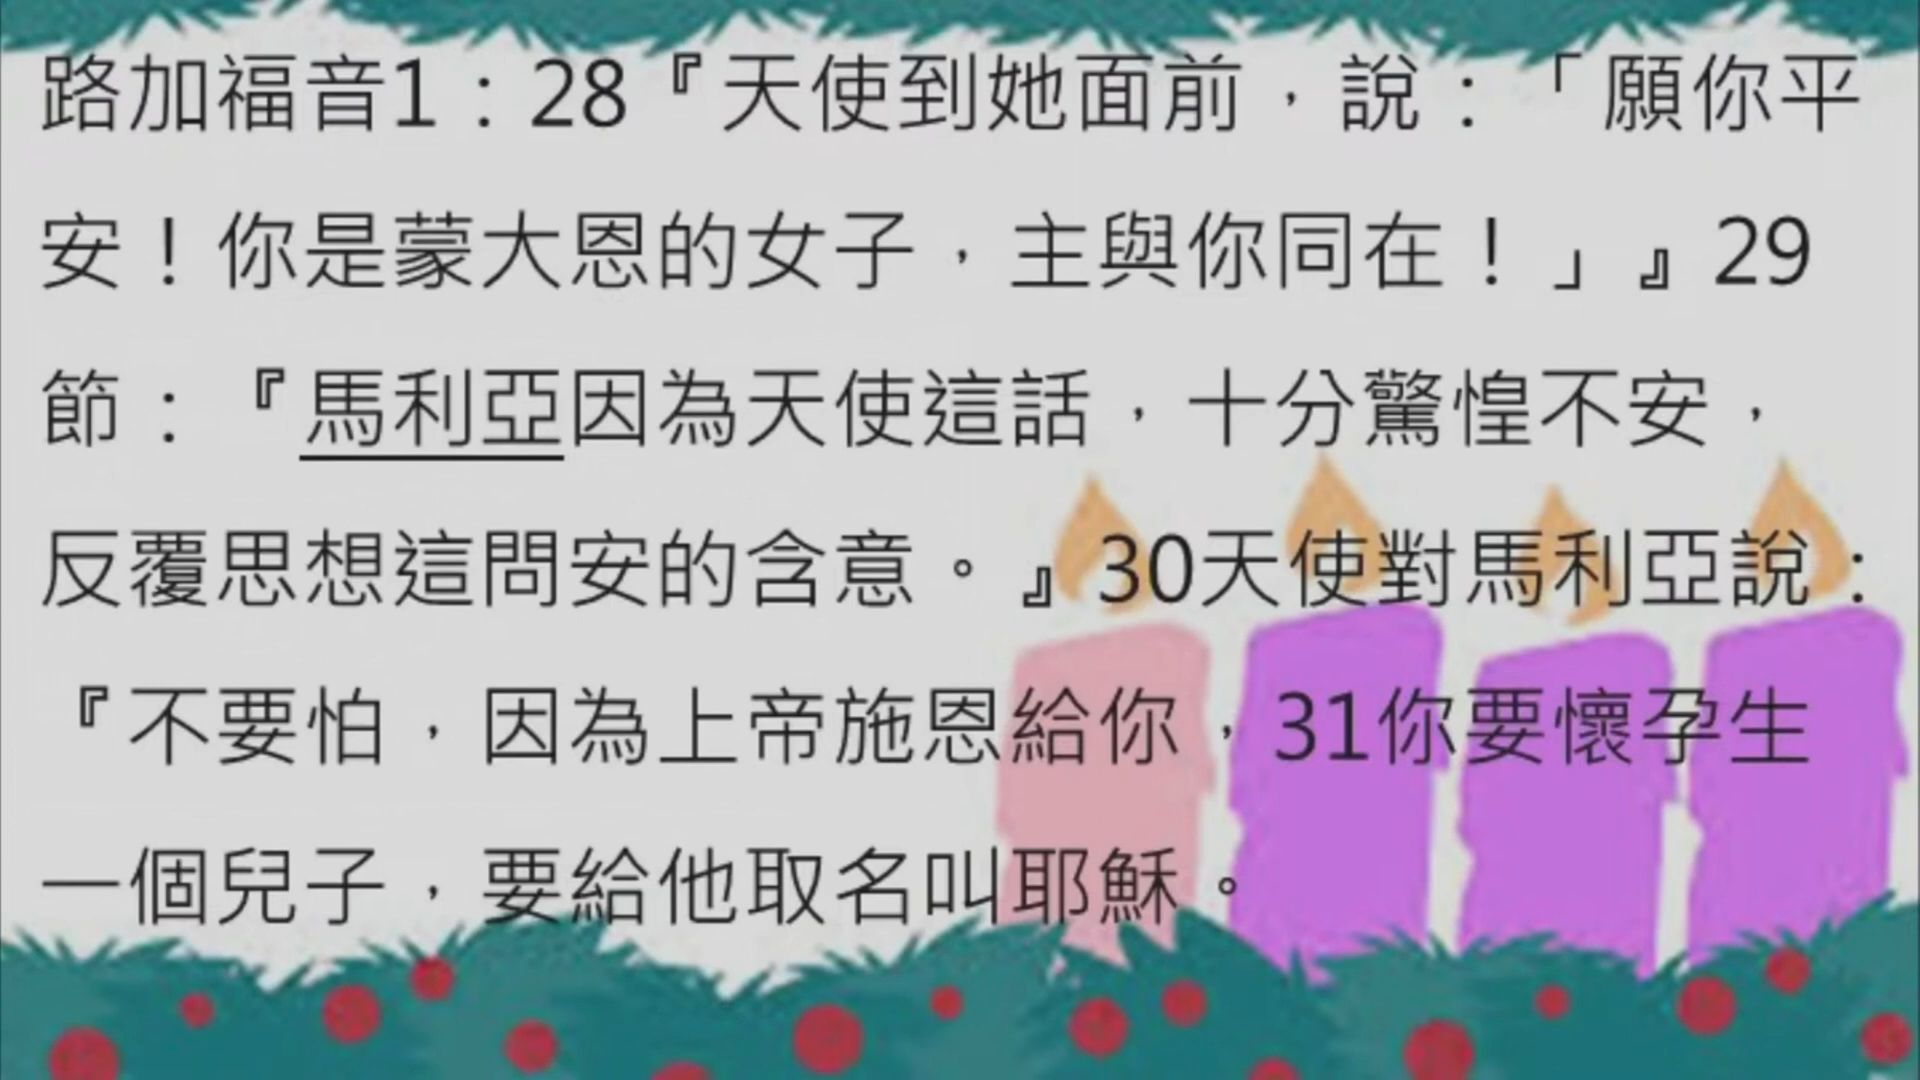 路加福音1：28『天使到她面前，說：「願你平
安！你是蒙大恩的女子，主與你同在！」』29
節：『馬利亞因為天使這話，十分驚惶不安，
反覆思想這問安的含意。』30天使對馬利亞說：
『不要怕，因為上帝施恩給你，31你要懷孕生
一個兒子，要給他取名叫耶穌。